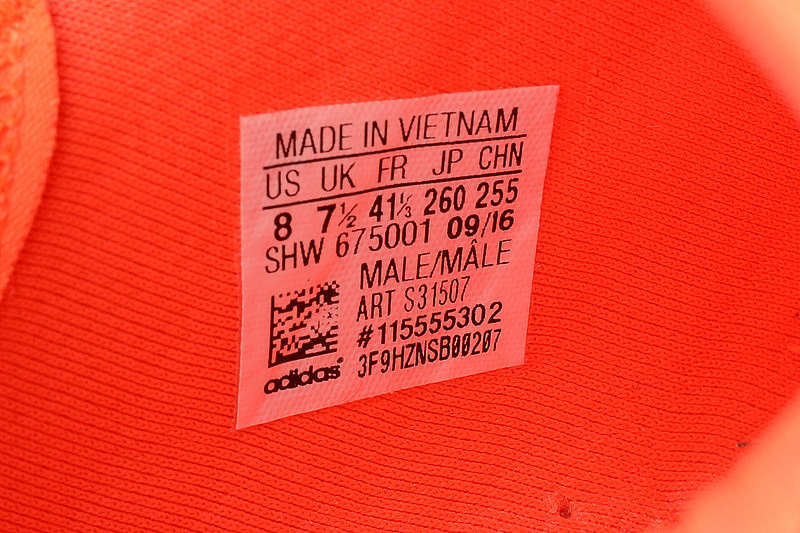 MADE IN VIETNAM
US UK FR JP CHN
8 7½ 41⅓ 260 255
SHW 675001 09/16
MALE/MÂLE
ART S31507
#115555302
3F9HZNSB00207
adidas®